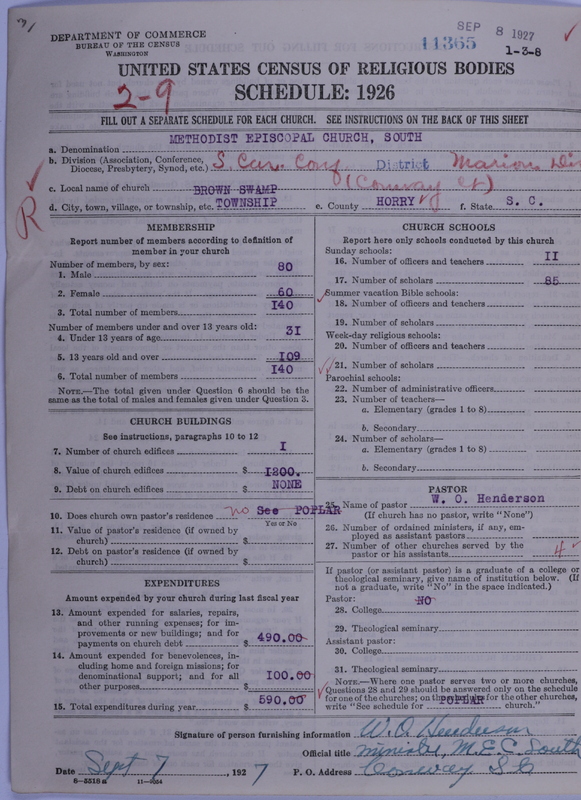 DEPARTMENT OF COMMERCE
BUREAU OF THE CENSUS
WASHINGTON
SEP 8 1927
11365
1-3-8
UNITED STATES CENSUS OF RELIGIOUS BODIES
2-9
SCHEDULE: 1926
FILL OUT A SEPARATE SCHEDULE FOR EACH CHURCH. SEE INSTRUCTIONS ON THE BACK OF THIS SHEET
a. Denomination METHODIST EPISCOPAL CHURCH, SOUTH
b. Division (Association, Conference, Diocese, Presbytery, Synod, etc.) S. Car. Conf District Marion Di
(Conway ct)
c. Local name of church BROWN SWAMP
d. City, town, village, or township, etc. TOWNSHIP e. County HORRY f. State S. C.
R
MEMBERSHIP
Report number of members according to definition of member in your church
Number of members, by sex:
1. Male 80
2. Female 60
3. Total number of members 140
Number of members under and over 13 years old:
4. Under 13 years of age 31
5. 13 years old and over 109
6. Total number of members 140
NOTE.—The total given under Question 6 should be the same as the total of males and females given under Question 3.
CHURCH BUILDINGS
See instructions, paragraphs 10 to 12
7. Number of church edifices 1
8. Value of church edifices $ 1200.
9. Debt on church edifices $ NONE
10. Does church own pastor's residence no See POPLAR
Yes or No
11. Value of pastor's residence (if owned by church) $
12. Debt on pastor's residence (if owned by church) $
EXPENDITURES
Amount expended by your church during last fiscal year
13. Amount expended for salaries, repairs, and other running expenses; for improvements or new buildings; and for payments on church debt $ 490.00
14. Amount expended for benevolences, including home and foreign missions; for denominational support; and for all other purposes $ 100.00
15. Total expenditures during year $ 590.00
CHURCH SCHOOLS
Report here only schools conducted by this church
Sunday schools:
16. Number of officers and teachers 11
17. Number of scholars 85
Summer vacation Bible schools:
18. Number of officers and teachers
19. Number of scholars
Week-day religious schools:
20. Number of officers and teachers
21. Number of scholars
Parochial schools:
22. Number of administrative officers
23. Number of teachers—
a. Elementary (grades 1 to 8)
b. Secondary
24. Number of scholars—
a. Elementary (grades 1 to 8)
b. Secondary
PASTOR
25. Name of pastor W. O. Henderson
(If church has no pastor, write "None")
26. Number of ordained ministers, if any, employed as assistant pastors
27. Number of other churches served by the pastor or his assistants 4
If pastor (or assistant pastor) is a graduate of a college or theological seminary, give name of institution below. (If not a graduate, write "No" in the space indicated.)
Pastor: NO
28. College
29. Theological seminary
Assistant pastor:
30. College
31. Theological seminary
NOTE.—Where one pastor serves two or more churches, Questions 28 and 29 should be answered only on the schedule for one of the churches; on the schedules for the other churches, write "See schedule for POPLAR church."
Signature of person furnishing information W. O. Henderson
Official title minister, M. E. C. South
Date Sept 7, 1927 P. O. Address Conway S C
8—5518a 11—9054